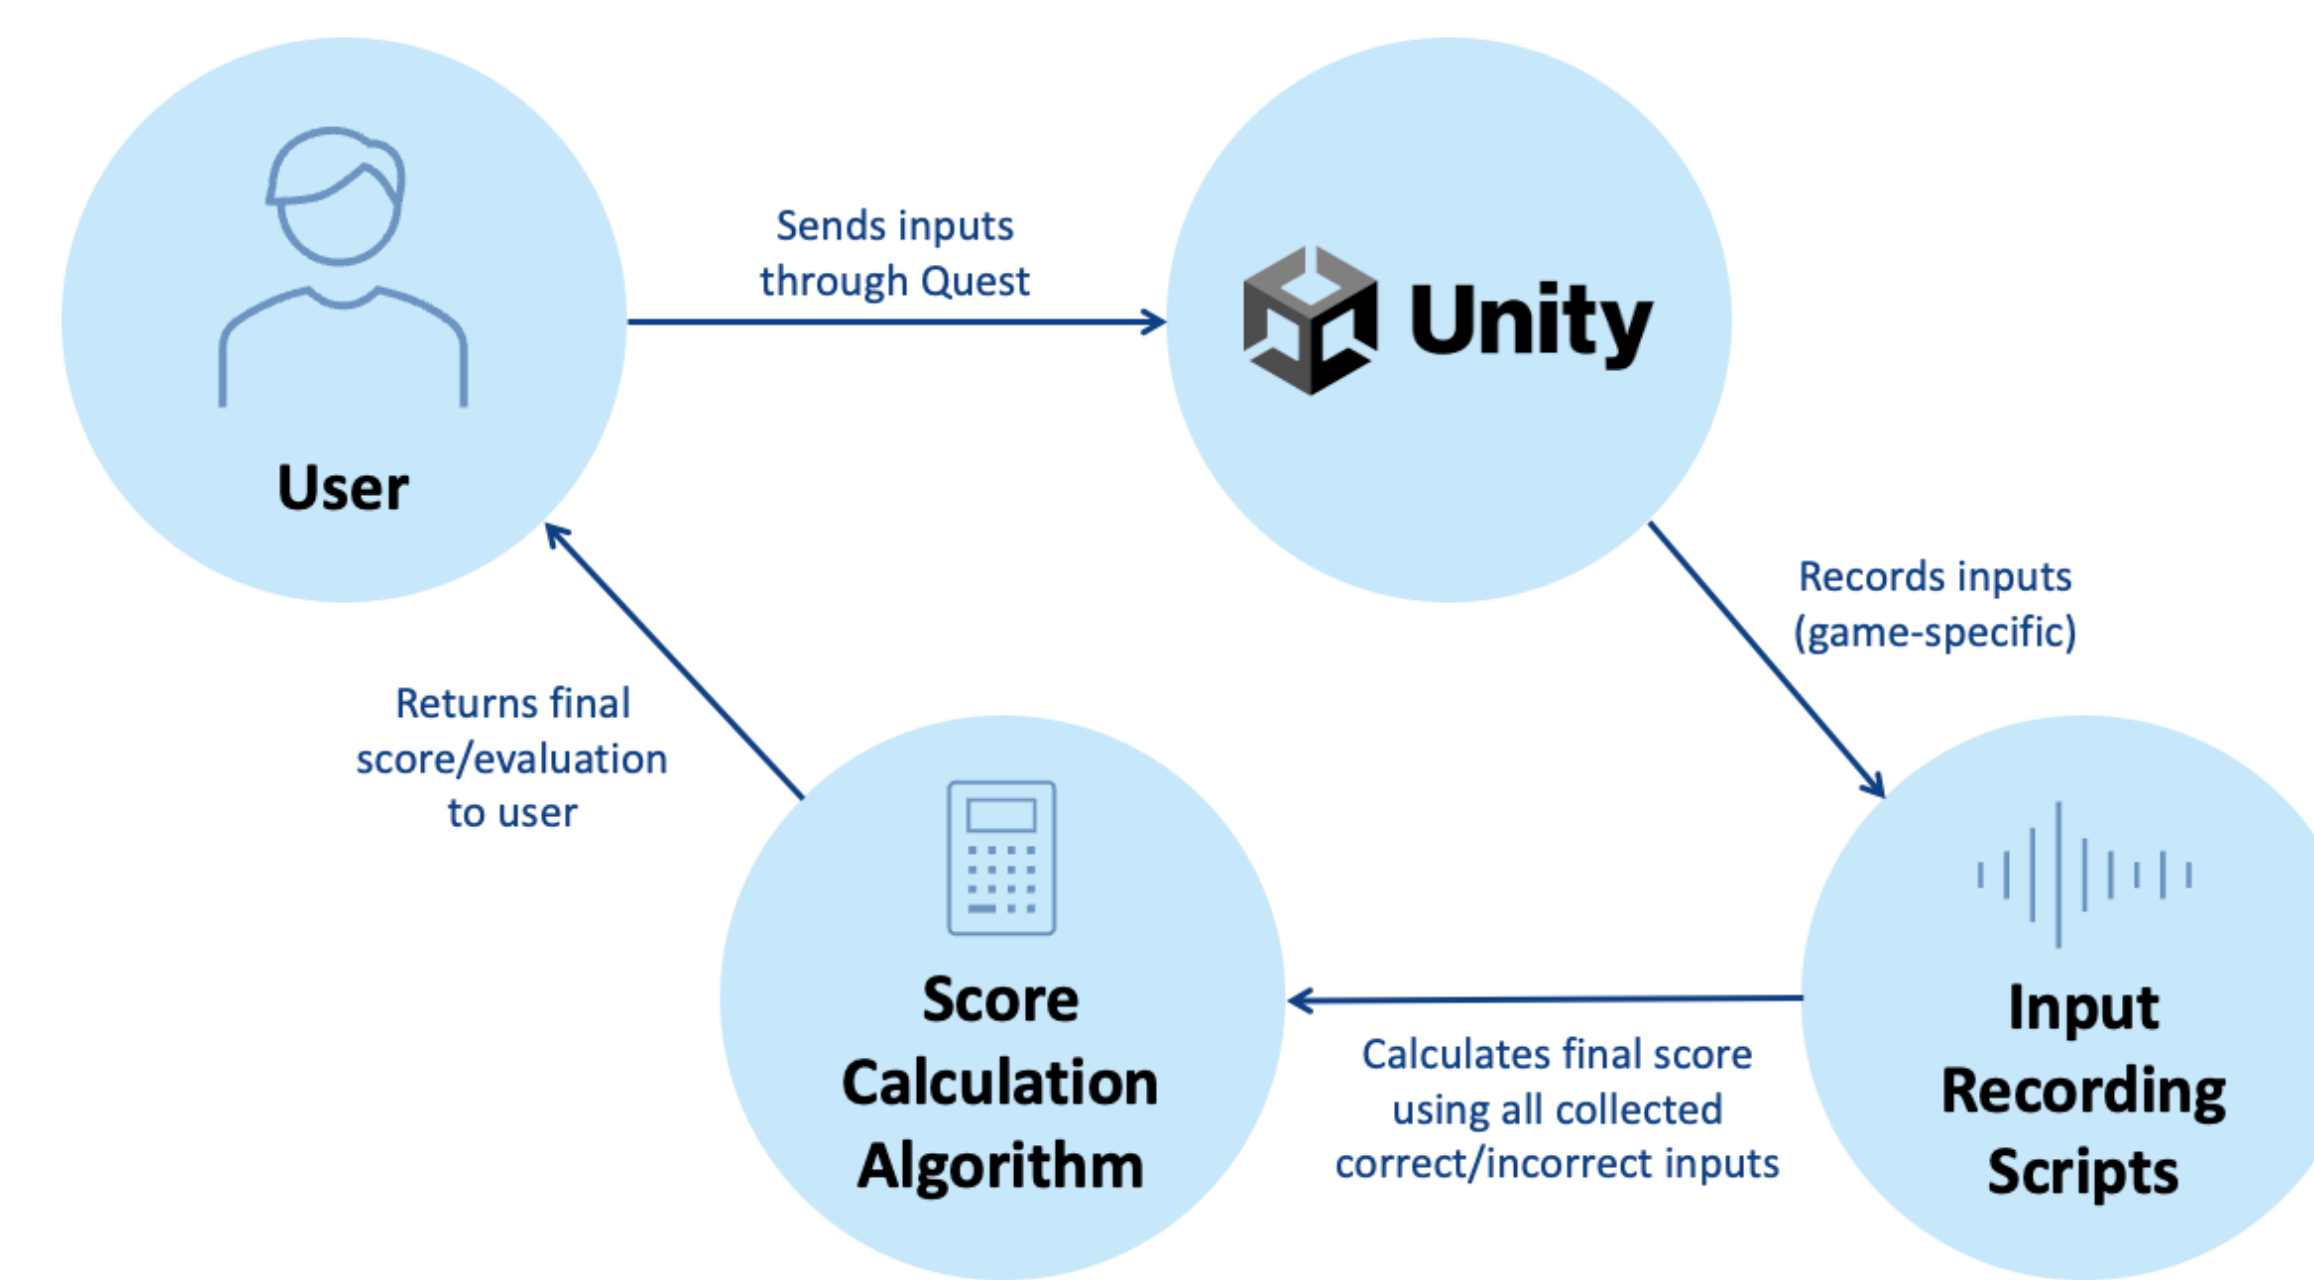 Sends inputs
through Quest
Unity
User
Records inputs
(game-specific)
Returns final
score/evaluation
to user
Score
Calculation
Algorithm
Calculates final score
using all collected
correct/incorrect inputs
Input
Recording
Scripts